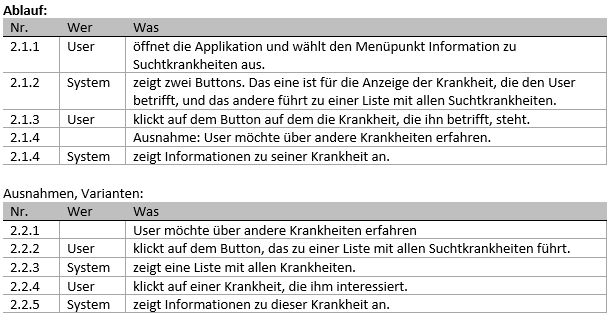 Ablauf:
Nr. Wer Was
2.1.1 User öffnet die Applikation und wählt den Menüpunkt Information zu
Suchtkrankheiten aus.
2.1.2 System zeigt zwei Buttons. Das eine ist für die Anzeige der Krankheit, die den User
betrifft, und das andere führt zu einer Liste mit allen Suchtkrankheiten.
2.1.3 User klickt auf dem Button auf dem die Krankheit, die ihn betrifft, steht.
2.1.4 Ausnahme: User möchte über andere Krankheiten erfahren.
2.1.4 System zeigt Informationen zu seiner Krankheit an.
Ausnahmen, Varianten:
Nr. Wer Was
2.2.1 User möchte über andere Krankheiten erfahren
2.2.2 User klickt auf dem Button, das zu einer Liste mit allen Suchtkrankheiten führt.
2.2.3 System zeigt eine Liste mit allen Krankheiten.
2.2.4 User klickt auf einer Krankheit, die ihm interessiert.
2.2.5 System zeigt Informationen zu dieser Krankheit an.